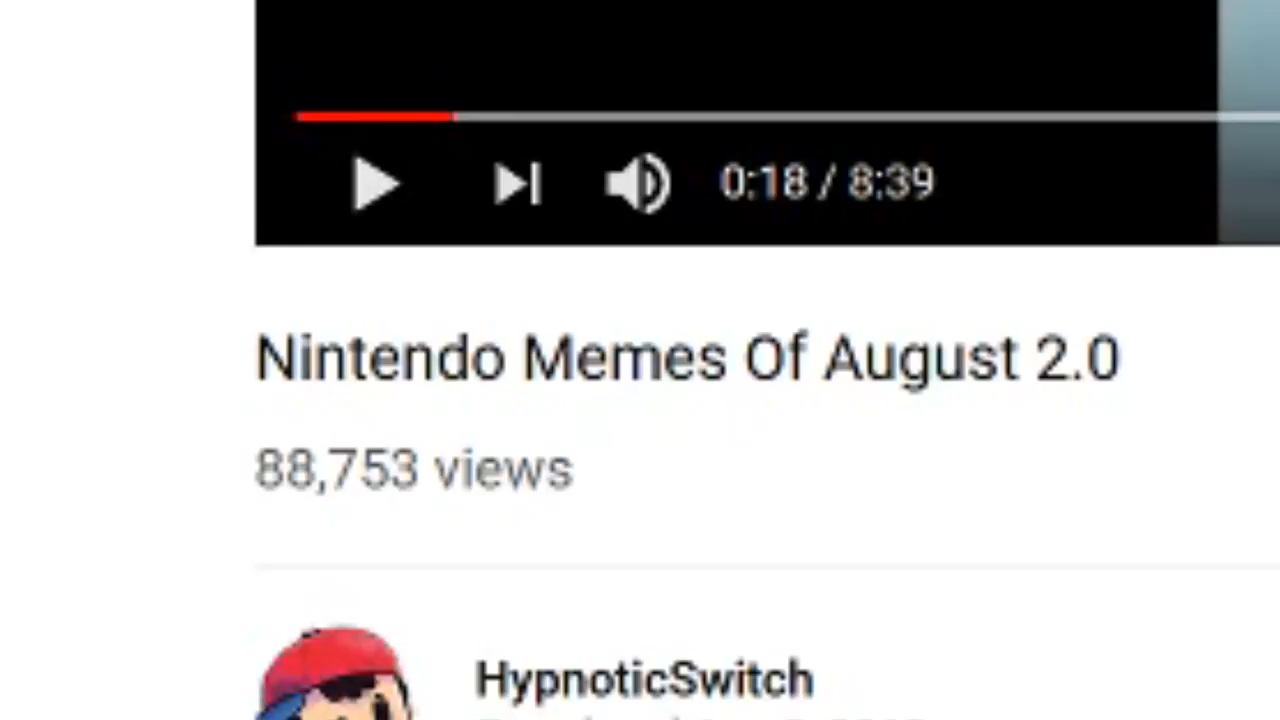 0:18 / 8:39
Nintendo Memes Of August 2.0
88,753 views
HypnoticSwitch